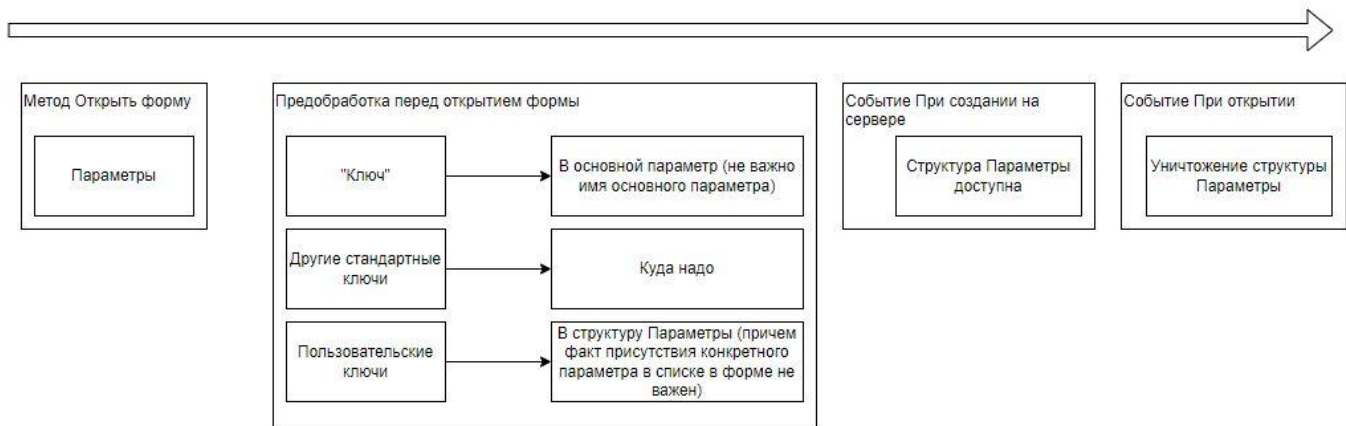 Метод Открыть форму
Параметры
Предобработка перед открытием формы
"Ключ"
В основной параметр (не важно
имя основного параметра)
Другие стандартные
ключи
Куда надо
Пользовательские
ключи
В структуру Параметры (причем
факт присутствия конкретного
параметра в списке в форме не
важен)
Событие При создании на
сервере
Структура Параметры
доступна
Событие При открытии
Уничтожение структуры
Параметры